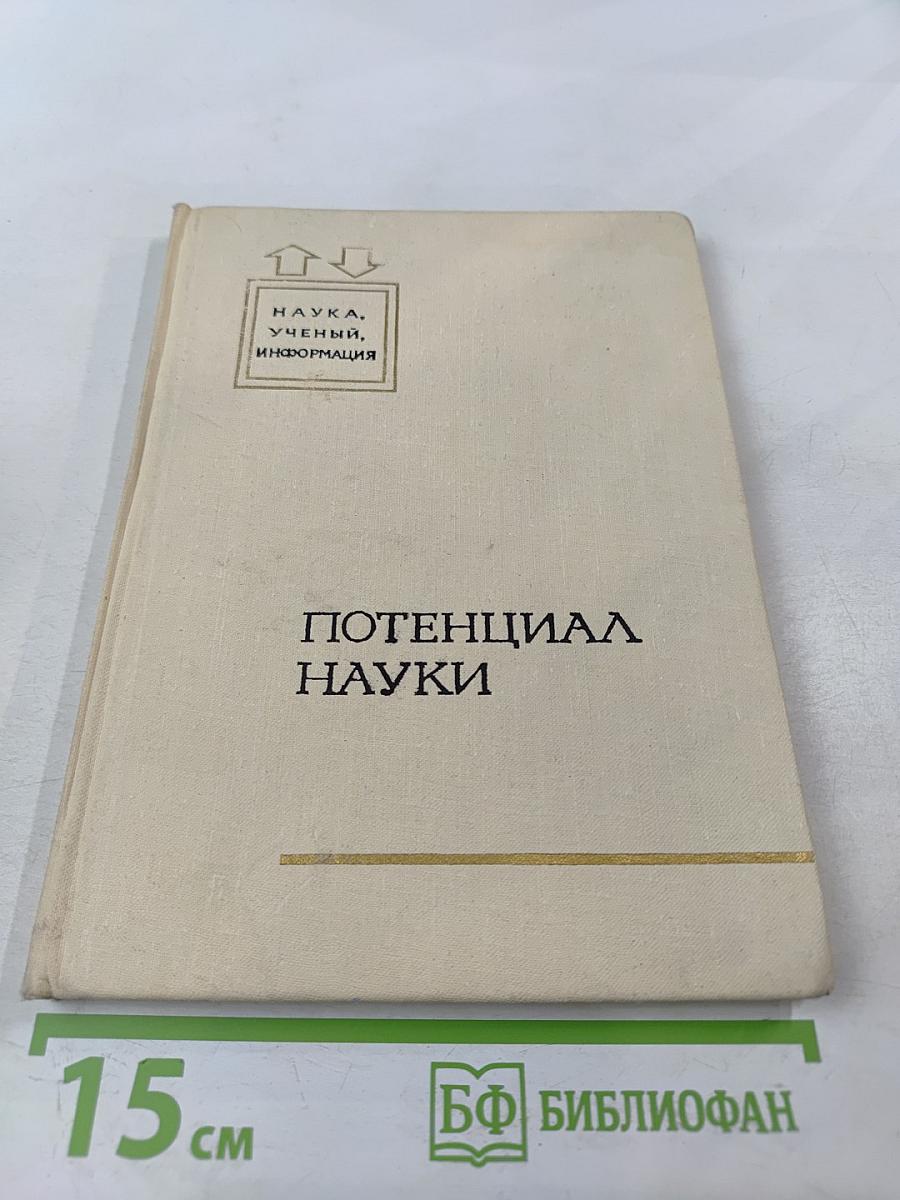 НАУКА,
УЧЕНЫЙ,
ИНФОРМАЦИЯ
ПОТЕНЦИАЛ
НАУКИ
15 см
БФ БИБЛИОФАН